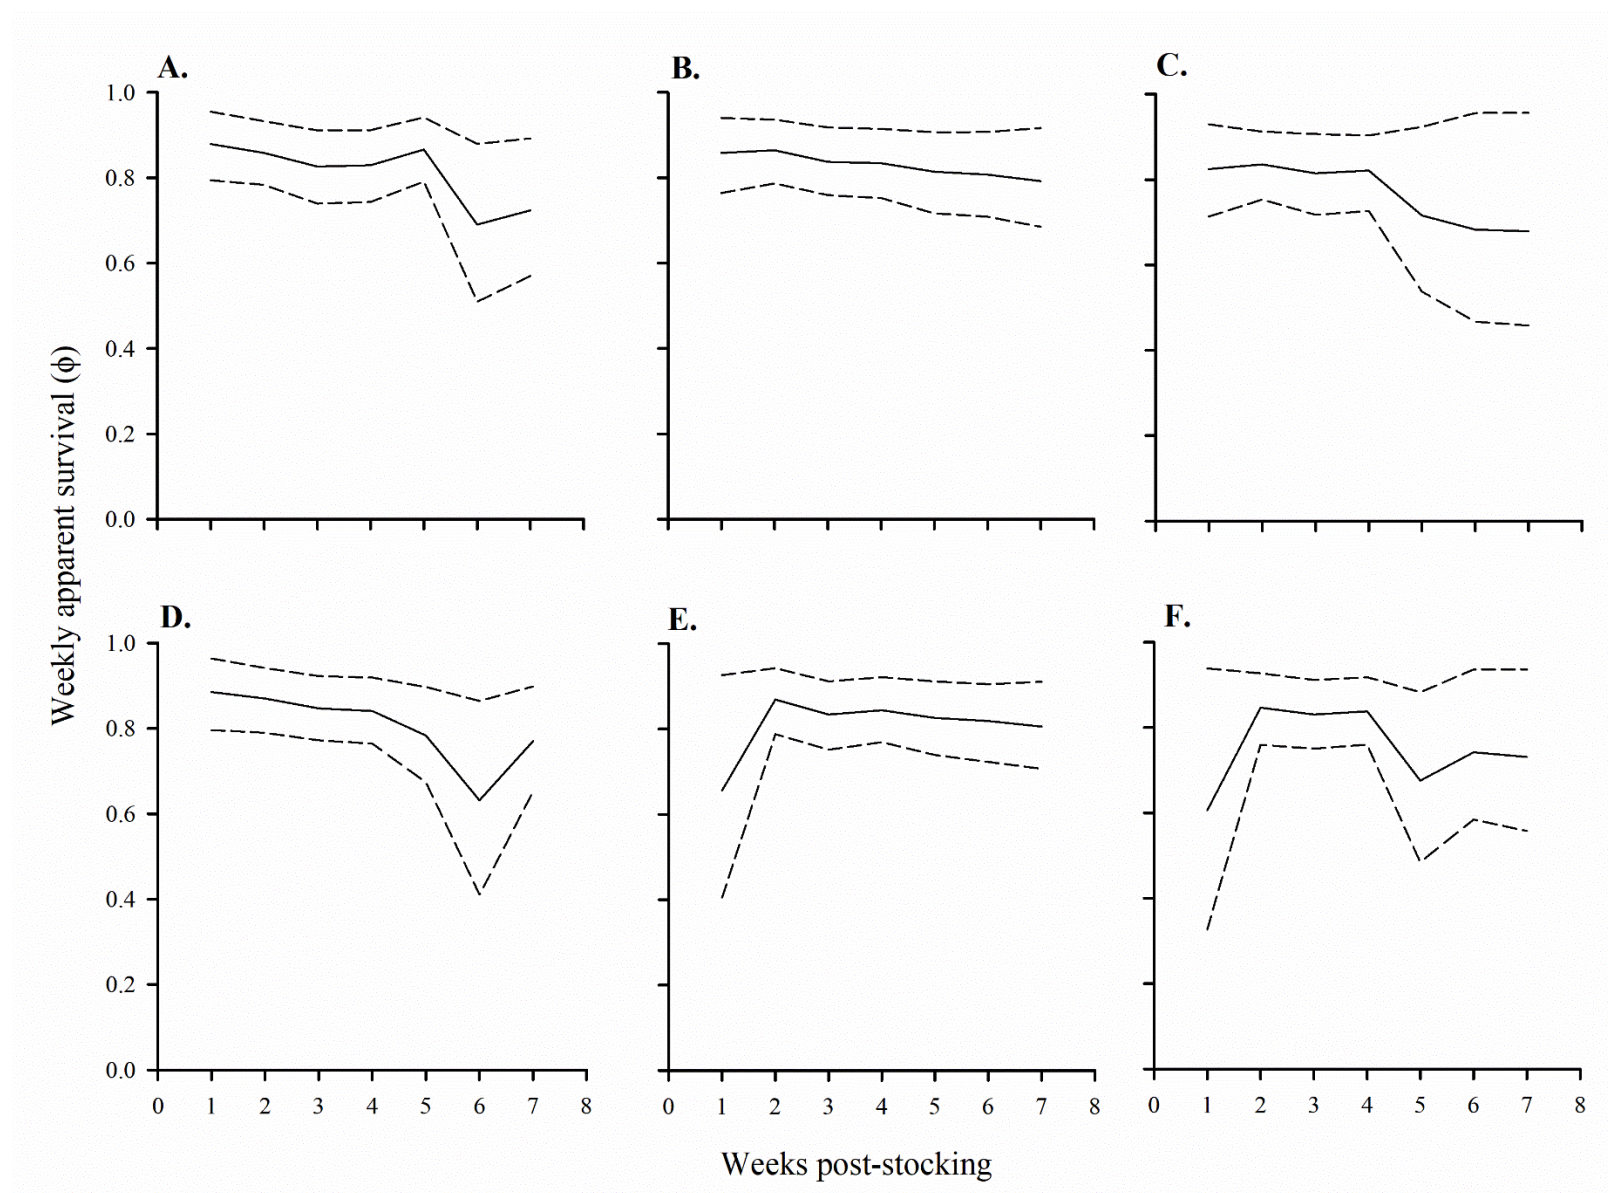 A. B. C.
1.0
0.8
0.6
0.4
0.2
0.0
Weekly apparent survival (ϕ)
D. E. F.
1.0
0.8
0.6
0.4
0.2
0.0
0 1 2 3 4 5 6 7 8 0 1 2 3 4 5 6 7 8 0 1 2 3 4 5 6 7 8
Weeks post-stocking